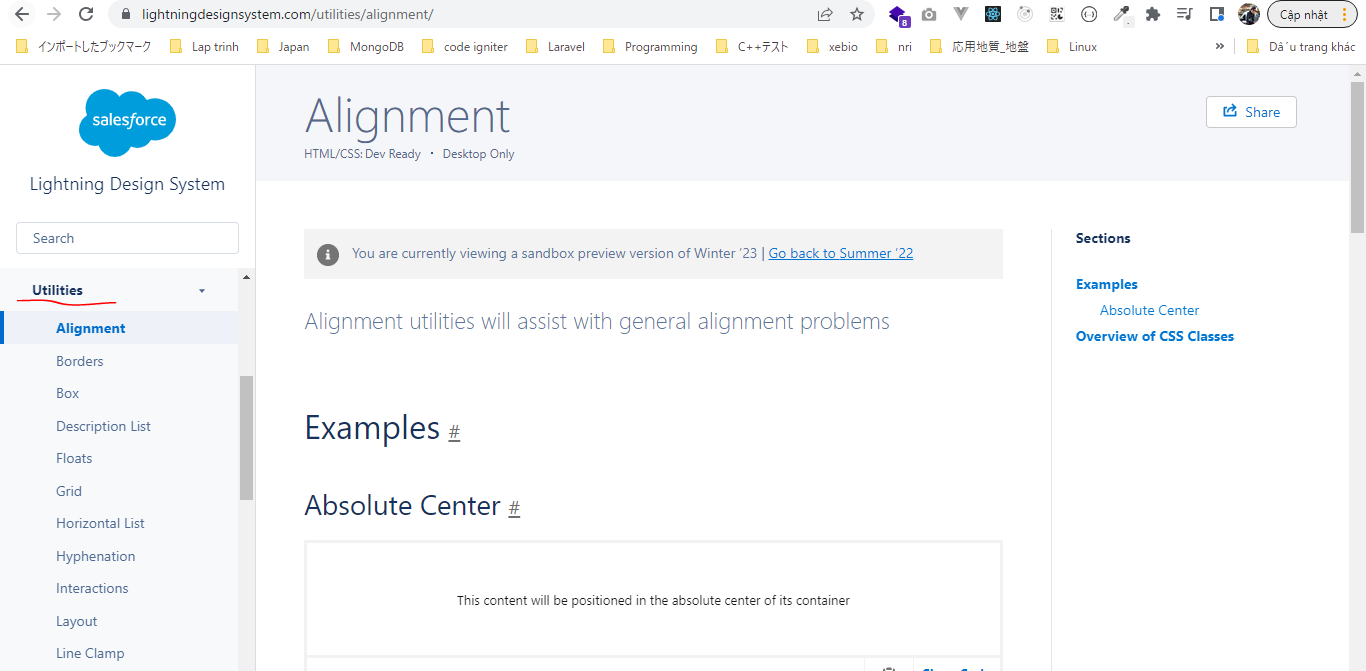 lightningdesignsystem.com/utilities/alignment/
8
Cập nhật
インポートしたブックマーク
Lap trinh
Japan
MongoDB
code igniter
Laravel
Programming
C++テスト
xebio
nri
応用地質_地盤
Linux
»
Dấu trang khác
salesforce
Lightning Design System
Search
Utilities
Alignment
Borders
Box
Description List
Floats
Grid
Horizontal List
Hyphenation
Interactions
Layout
Line Clamp
Alignment
HTML/CSS: Dev Ready · Desktop Only
Share
You are currently viewing a sandbox preview version of Winter ’23 | Go back to Summer ’22
Alignment utilities will assist with general alignment problems
Examples #
Absolute Center #
This content will be positioned in the absolute center of its container
Sections
Examples
Absolute Center
Overview of CSS Classes